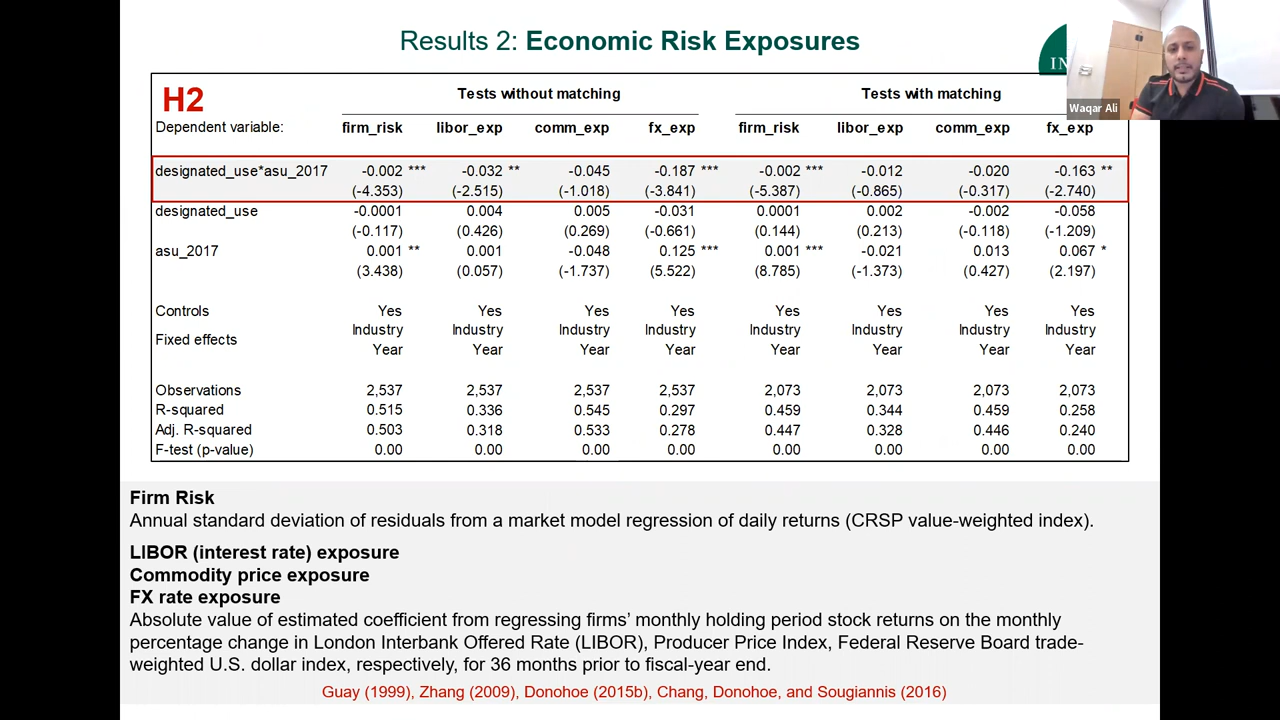 Results 2: Economic Risk Exposures
IN
Waqar Ali
H2
Tests without matching Tests with matching
Dependent variable: firm_risk libor_exp comm_exp fx_exp firm_risk libor_exp comm_exp fx_exp
designated_use*asu_2017 -0.002 *** -0.032 ** -0.045 -0.187 *** -0.002 *** -0.012 -0.020 -0.163 **
(-4.353) (-2.515) (-1.018) (-3.841) (-5.387) (-0.865) (-0.317) (-2.740)
designated_use -0.0001 0.004 0.005 -0.031 0.0001 0.002 -0.002 -0.058
(-0.117) (0.426) (0.269) (-0.661) (0.144) (0.213) (-0.118) (-1.209)
asu_2017 0.001 ** 0.001 -0.048 0.125 *** 0.001 *** -0.021 0.013 0.067 *
(3.438) (0.057) (-1.737) (5.522) (8.785) (-1.373) (0.427) (2.197)
Controls Yes Yes Yes Yes Yes Yes Yes Yes
Fixed effects Industry Industry Industry Industry Industry Industry Industry Industry
Year Year Year Year Year Year Year Year
Observations 2,537 2,537 2,537 2,537 2,073 2,073 2,073 2,073
R-squared 0.515 0.336 0.545 0.297 0.459 0.344 0.459 0.258
Adj. R-squared 0.503 0.318 0.533 0.278 0.447 0.328 0.446 0.240
F-test (p-value) 0.00 0.00 0.00 0.00 0.00 0.00 0.00 0.00
Firm Risk
Annual standard deviation of residuals from a market model regression of daily returns (CRSP value-weighted index).
LIBOR (interest rate) exposure
Commodity price exposure
FX rate exposure
Absolute value of estimated coefficient from regressing firms' monthly holding period stock returns on the monthly
percentage change in London Interbank Offered Rate (LIBOR), Producer Price Index, Federal Reserve Board trade-
weighted U.S. dollar index, respectively, for 36 months prior to fiscal-year end.
Guay (1999), Zhang (2009), Donohoe (2015b), Chang, Donohoe, and Sougiannis (2016)